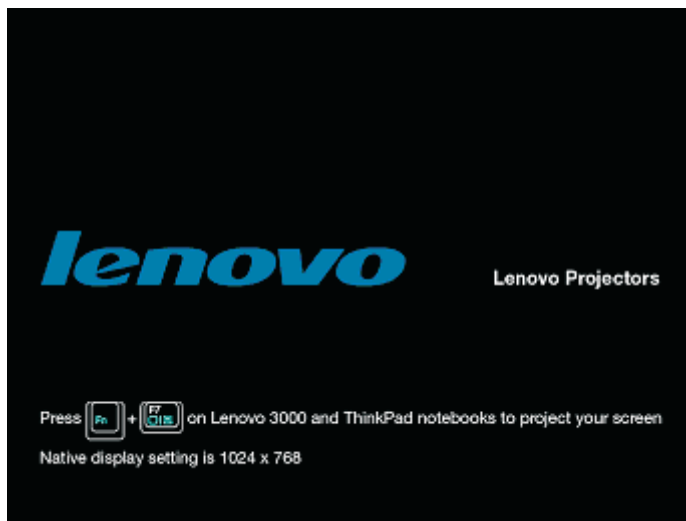 lenovo
Lenovo Projectors
Press Fn + F7 on Lenovo 3000 and ThinkPad notebooks to project your screen
Native display setting is 1024 x 768